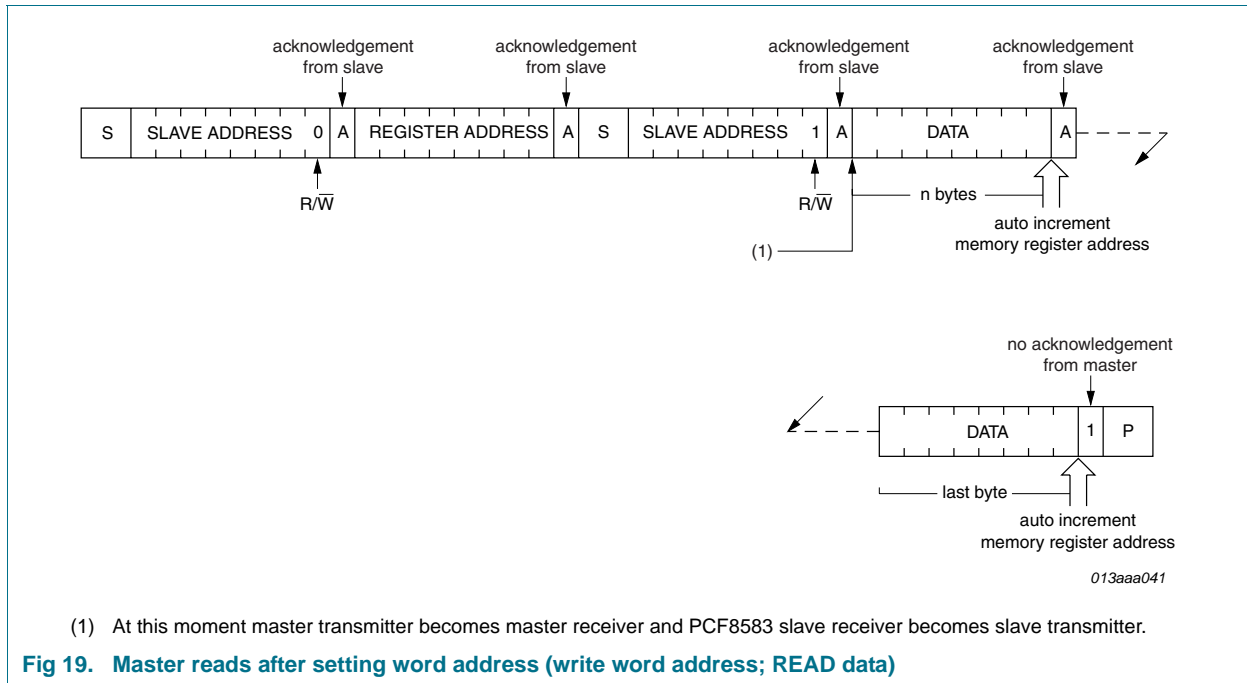 acknowledgement
from slave
acknowledgement
from slave
acknowledgement
from slave
acknowledgement
from slave
S SLAVE ADDRESS 0 A REGISTER ADDRESS A S SLAVE ADDRESS 1 A DATA A
R/W̅
R/W̅
n bytes
(1)
auto increment
memory register address
no acknowledgement
from master
DATA 1 P
last byte
auto increment
memory register address
013aaa041
(1) At this moment master transmitter becomes master receiver and PCF8583 slave receiver becomes slave transmitter.
Fig 19. Master reads after setting word address (write word address; READ data)